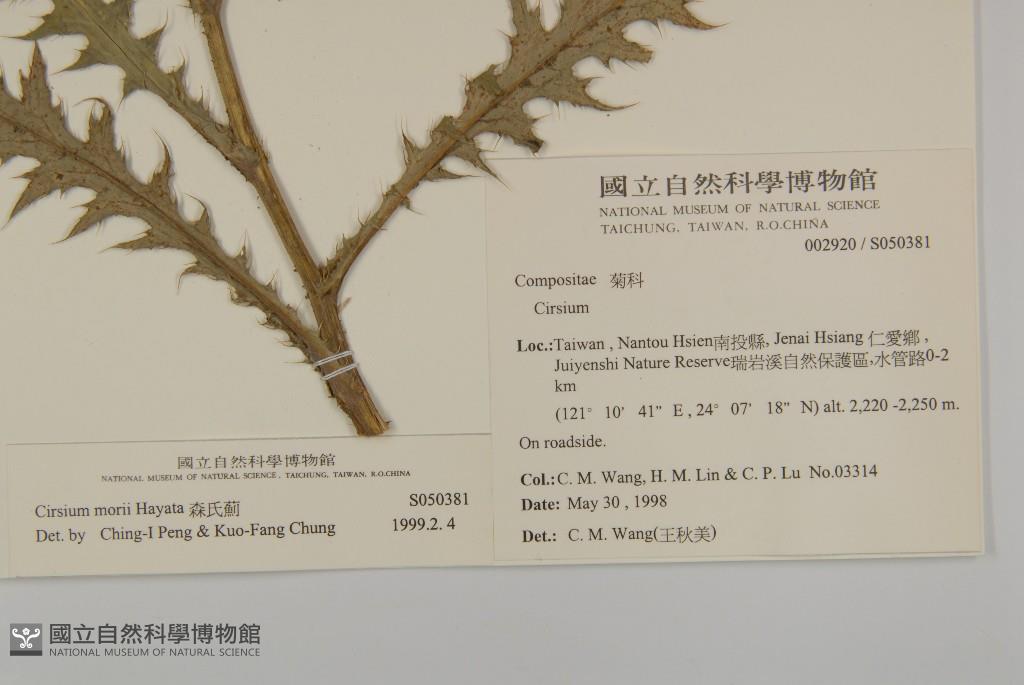 國立自然科學博物館
NATIONAL MUSEUM OF NATURAL SCIENCE
TAICHUNG, TAIWAN, R.O.CHINA
002920 / S050381
Compositae 菊科
Cirsium
Loc.:Taiwan , Nantou Hsien南投縣, Jenai Hsiang 仁愛鄉 ,
Juiyenshi Nature Reserve瑞岩溪自然保護區,水管路0-2
km
(121° 10' 41" E , 24° 07' 18" N) alt. 2,220 -2,250 m.
On roadside.
Col.:C. M. Wang, H. M. Lin & C. P. Lu No.03314
Date: May 30 , 1998
Det.: C. M. Wang(王秋美)
國立自然科學博物館
NATIONAL MUSEUM OF NATURAL SCIENCE , TAICHUNG, TAIWAN, R.O.CHINA
S050381
Cirsium morii Hayata 森氏薊
Det. by Ching-I Peng & Kuo-Fang Chung 1999.2. 4
國立自然科學博物館
NATIONAL MUSEUM OF NATURAL SCIENCE